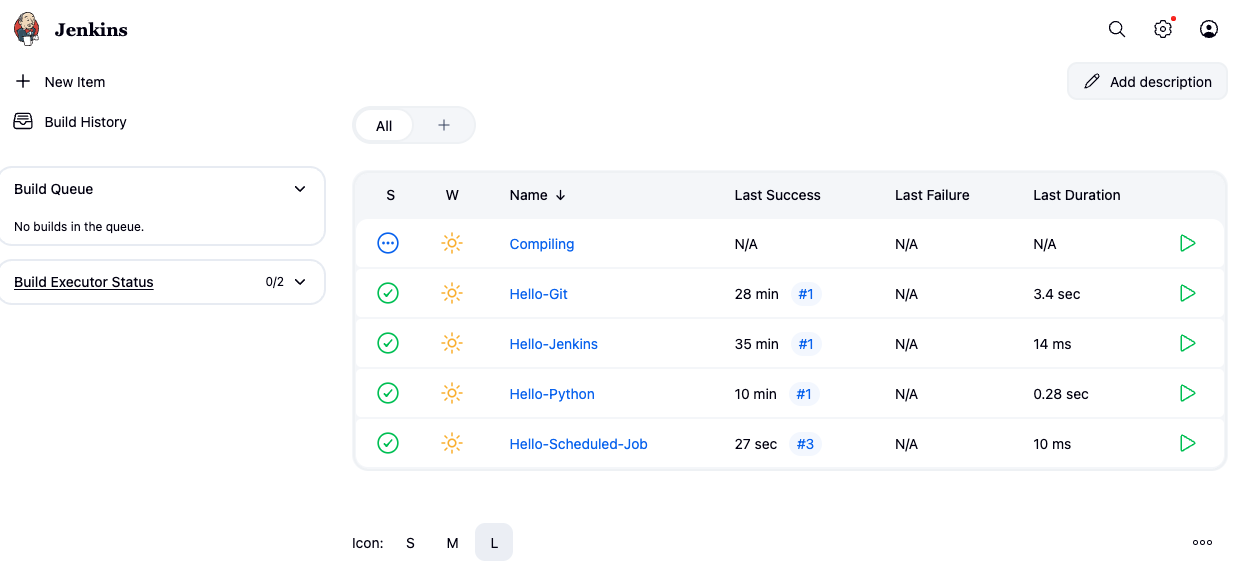 Jenkins
New Item
Add description
Build History
All
Build Queue
No builds in the queue.
Build Executor Status 0/2
S W Name ↓ Last Success Last Failure Last Duration
Compiling N/A N/A N/A
Hello-Git 28 min #1 N/A 3.4 sec
Hello-Jenkins 35 min #1 N/A 14 ms
Hello-Python 10 min #1 N/A 0.28 sec
Hello-Scheduled-Job 27 sec #3 N/A 10 ms
Icon: S M L